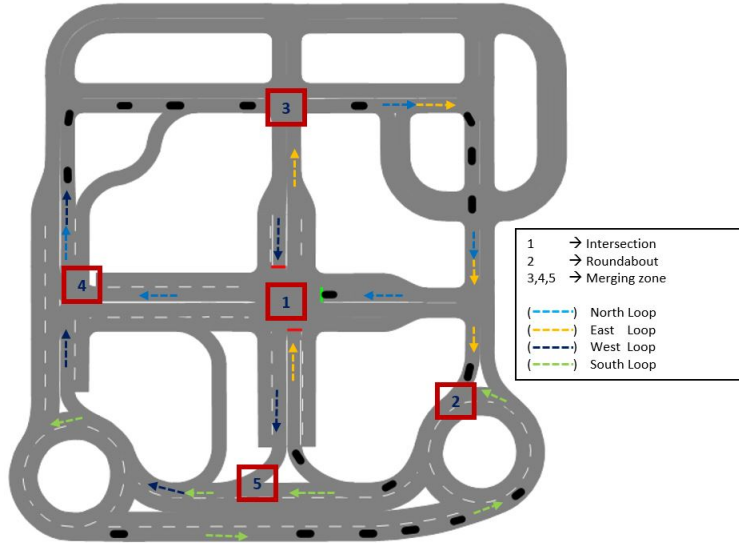 3
4
1
2
5
1 → Intersection
2 → Roundabout
3,4,5 → Merging zone
( ) North Loop
( ) East Loop
( ) West Loop
( ) South Loop